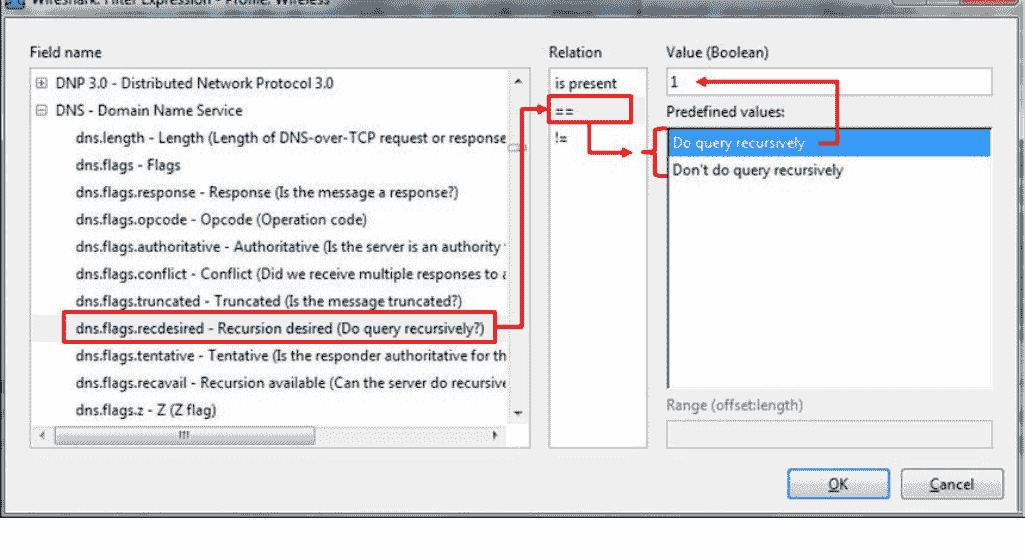 Wireshark: Filter Expression - Profile: Wireless
Field name
DNP 3.0 - Distributed Network Protocol 3.0
DNS - Domain Name Service
dns.length - Length (Length of DNS-over-TCP request or response
dns.flags - Flags
dns.flags.response - Response (Is the message a response?)
dns.flags.opcode - Opcode (Operation code)
dns.flags.authoritative - Authoritative (Is the server is an authority
dns.flags.conflict - Conflict (Did we receive multiple responses to a
dns.flags.truncated - Truncated (Is the message truncated?)
dns.flags.recdesired - Recursion desired (Do query recursively?)
dns.flags.tentative - Tentative (Is the responder authoritative for th
dns.flags.recavail - Recursion available (Can the server do recursive
dns.flags.z - Z (Z flag)
Relation
is present
==
!=
Value (Boolean)
1
Predefined values:
Do query recursively
Don't do query recursively
Range (offset:length)
OK
Cancel